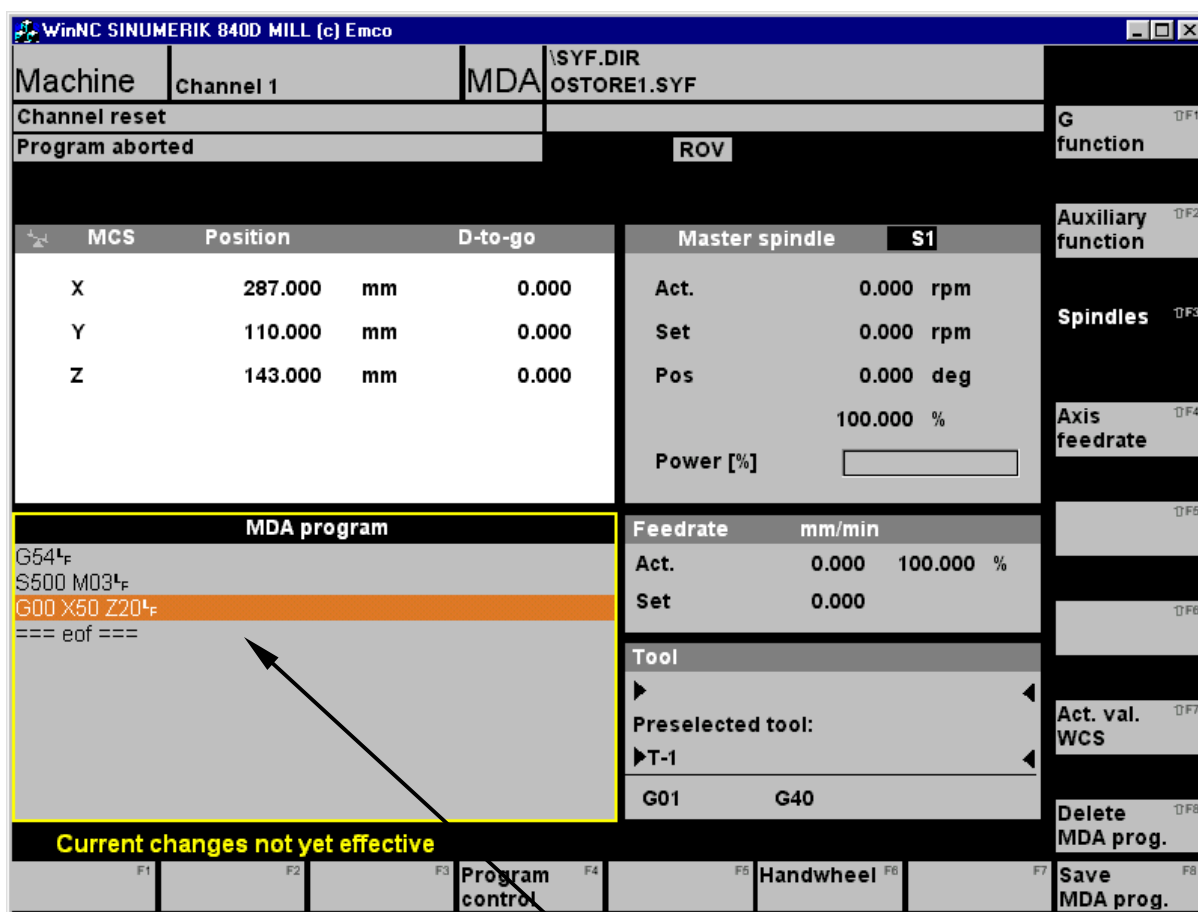 WinNC SINUMERIK 840D MILL (c) Emco
Machine
Channel 1
MDA
\SYF.DIR
OSTORE1.SYF
Channel reset
Program aborted
ROV
MCS Position D-to-go
X 287.000 mm 0.000
Y 110.000 mm 0.000
Z 143.000 mm 0.000
Master spindle S1
Act. 0.000 rpm
Set 0.000 rpm
Pos 0.000 deg
100.000 %
Power [%]
MDA program
G54LF
S500 M03LF
G00 X50 Z20LF
=== eof ===
Feedrate mm/min
Act. 0.000 100.000 %
Set 0.000
Tool
Preselected tool:
T-1
G01 G40
Current changes not yet effective
G
function
⇧F1
Auxiliary
function
⇧F2
Spindles ⇧F3
Axis
feedrate
⇧F4
⇧F5
⇧F6
Act. val.
WCS
⇧F7
Delete
MDA prog.
⇧F8
F1
F2
F3
Program
control
F4
F5
Handwheel F6
F7
Save
MDA prog.
F8